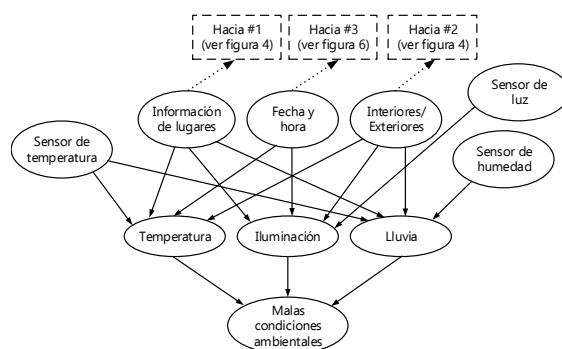 Hacia #1
(ver figura 4)
Hacia #3
(ver figura 6)
Hacia #2
(ver figura 4)
Sensor de
luz
Información
de lugares
Fecha y
hora
Interiores/
Exteriores
Sensor de
temperatura
Sensor de
humedad
Temperatura
Iluminación
Lluvia
Malas
condiciones
ambientales